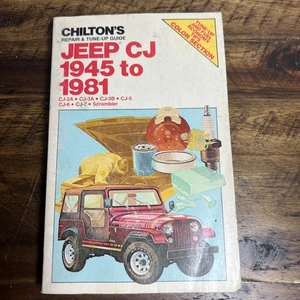 CHILTON'S
REPAIR & TUNE-UP GUIDE
JEEP CJ
1945 to
1981
CJ-2A • CJ-3A • CJ-3B • CJ-5
CJ-6 • CJ-7 • Scrambler
COLOR SECTION